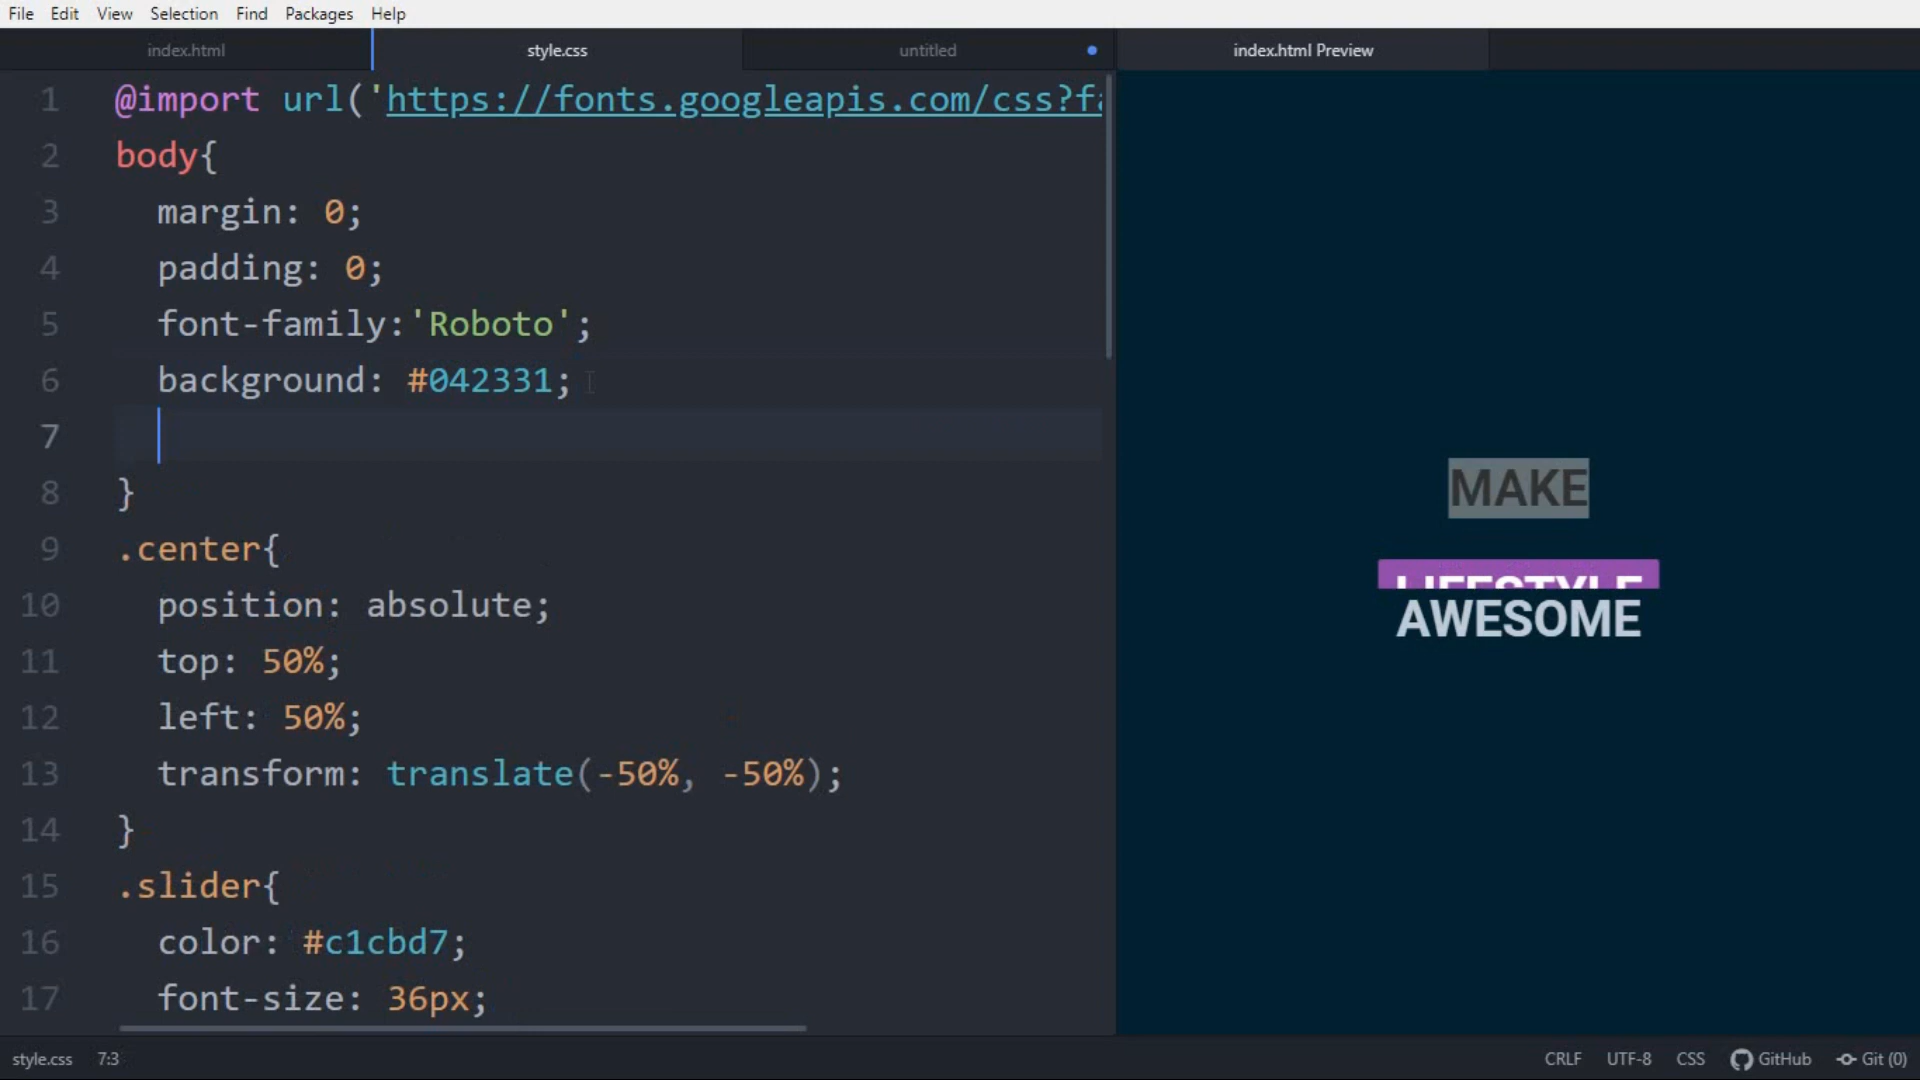 File Edit View Selection Find Packages Help
index.html style.css untitled index.html Preview
1 @import url('https://fonts.googleapis.com/css?fa
2 body{
3 margin: 0;
4 padding: 0;
5 font-family:'Roboto';
6 background: #042331;
7
8 }
9 .center{
10 position: absolute;
11 top: 50%;
12 left: 50%;
13 transform: translate(-50%, -50%);
14 }
15 .slider{
16 color: #c1cbd7;
17 font-size: 36px;
MAKE
LIFESTYLE
AWESOME
style.css 7:3 CRLF UTF-8 CSS GitHub Git (0)